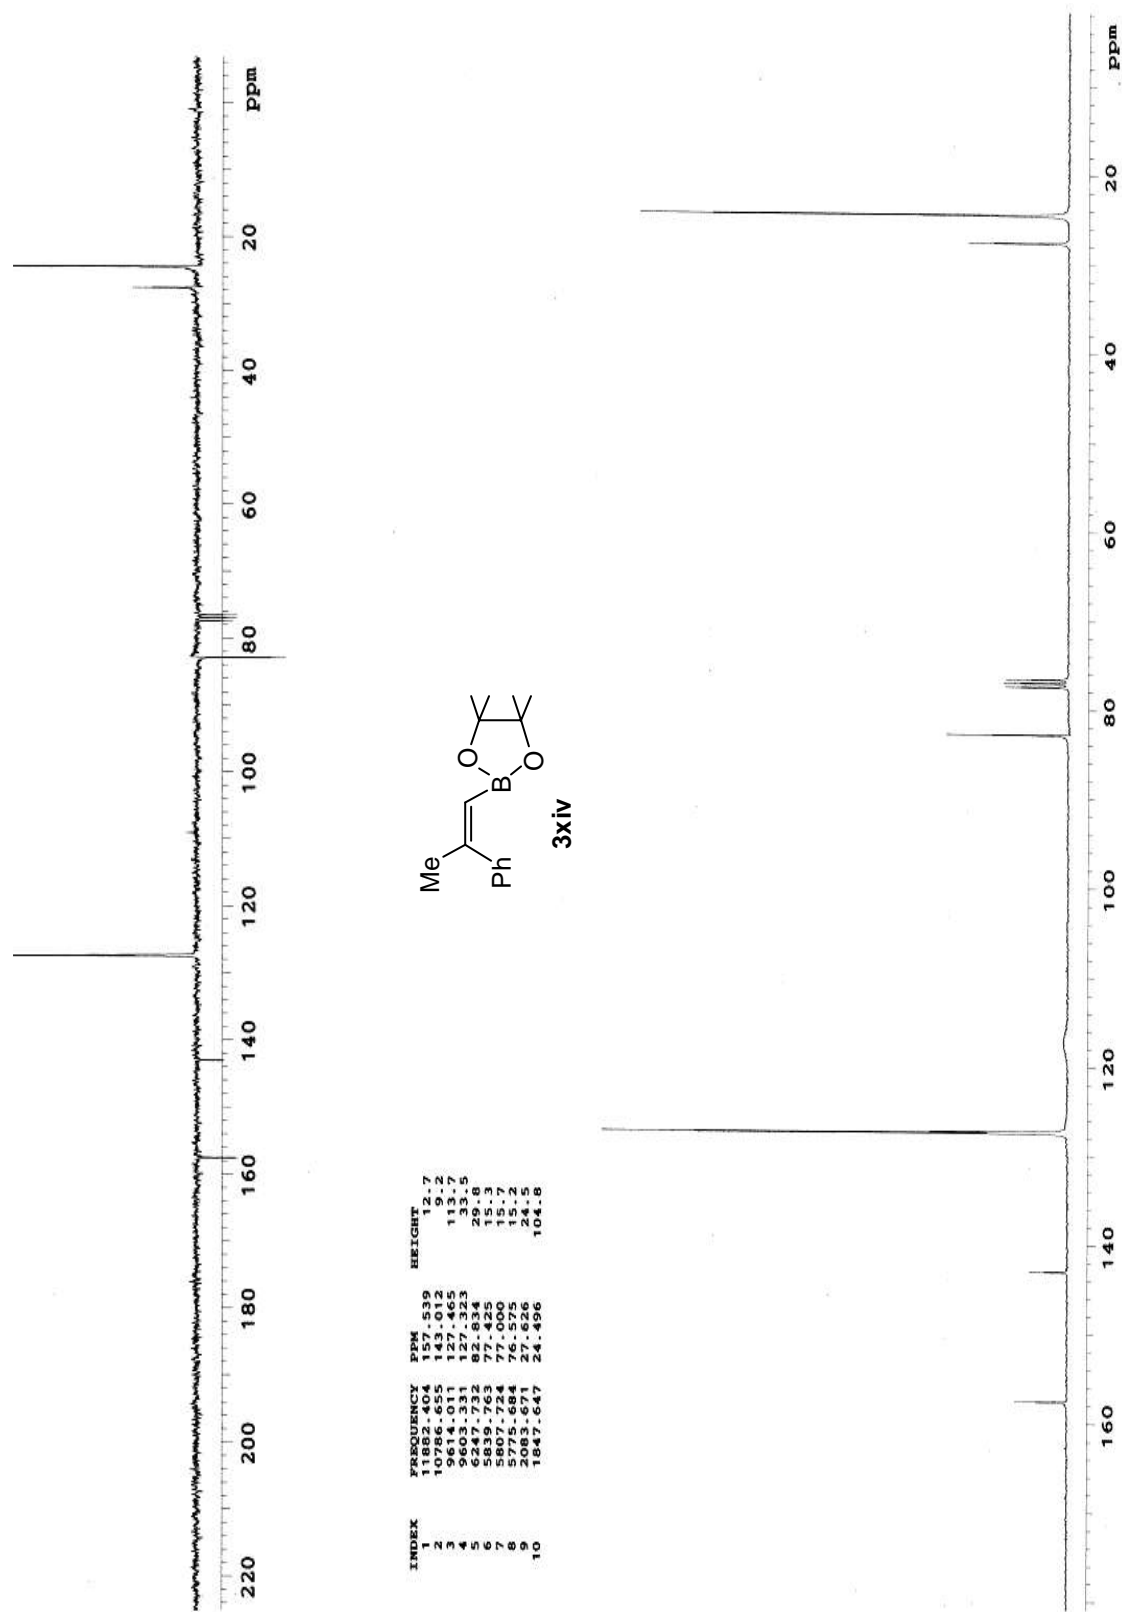 220 200 180 160 140 120 100 80 60 40 20 ppm
INDEX FREQUENCY PPM HEIGHT
1 11882.404 157.539 12.7
2 10786.655 143.012 9.2
3 9614.011 127.465 113.7
4 9603.331 127.323 33.5
5 6247.732 82.834 29.8
6 5839.763 77.425 15.3
7 5807.724 77.000 15.7
8 5775.684 76.575 15.2
9 2083.671 27.626 24.5
10 1847.647 24.496 104.8
Me
Ph
O
B
O
3xiv
160 140 120 100 80 60 40 20 ppm